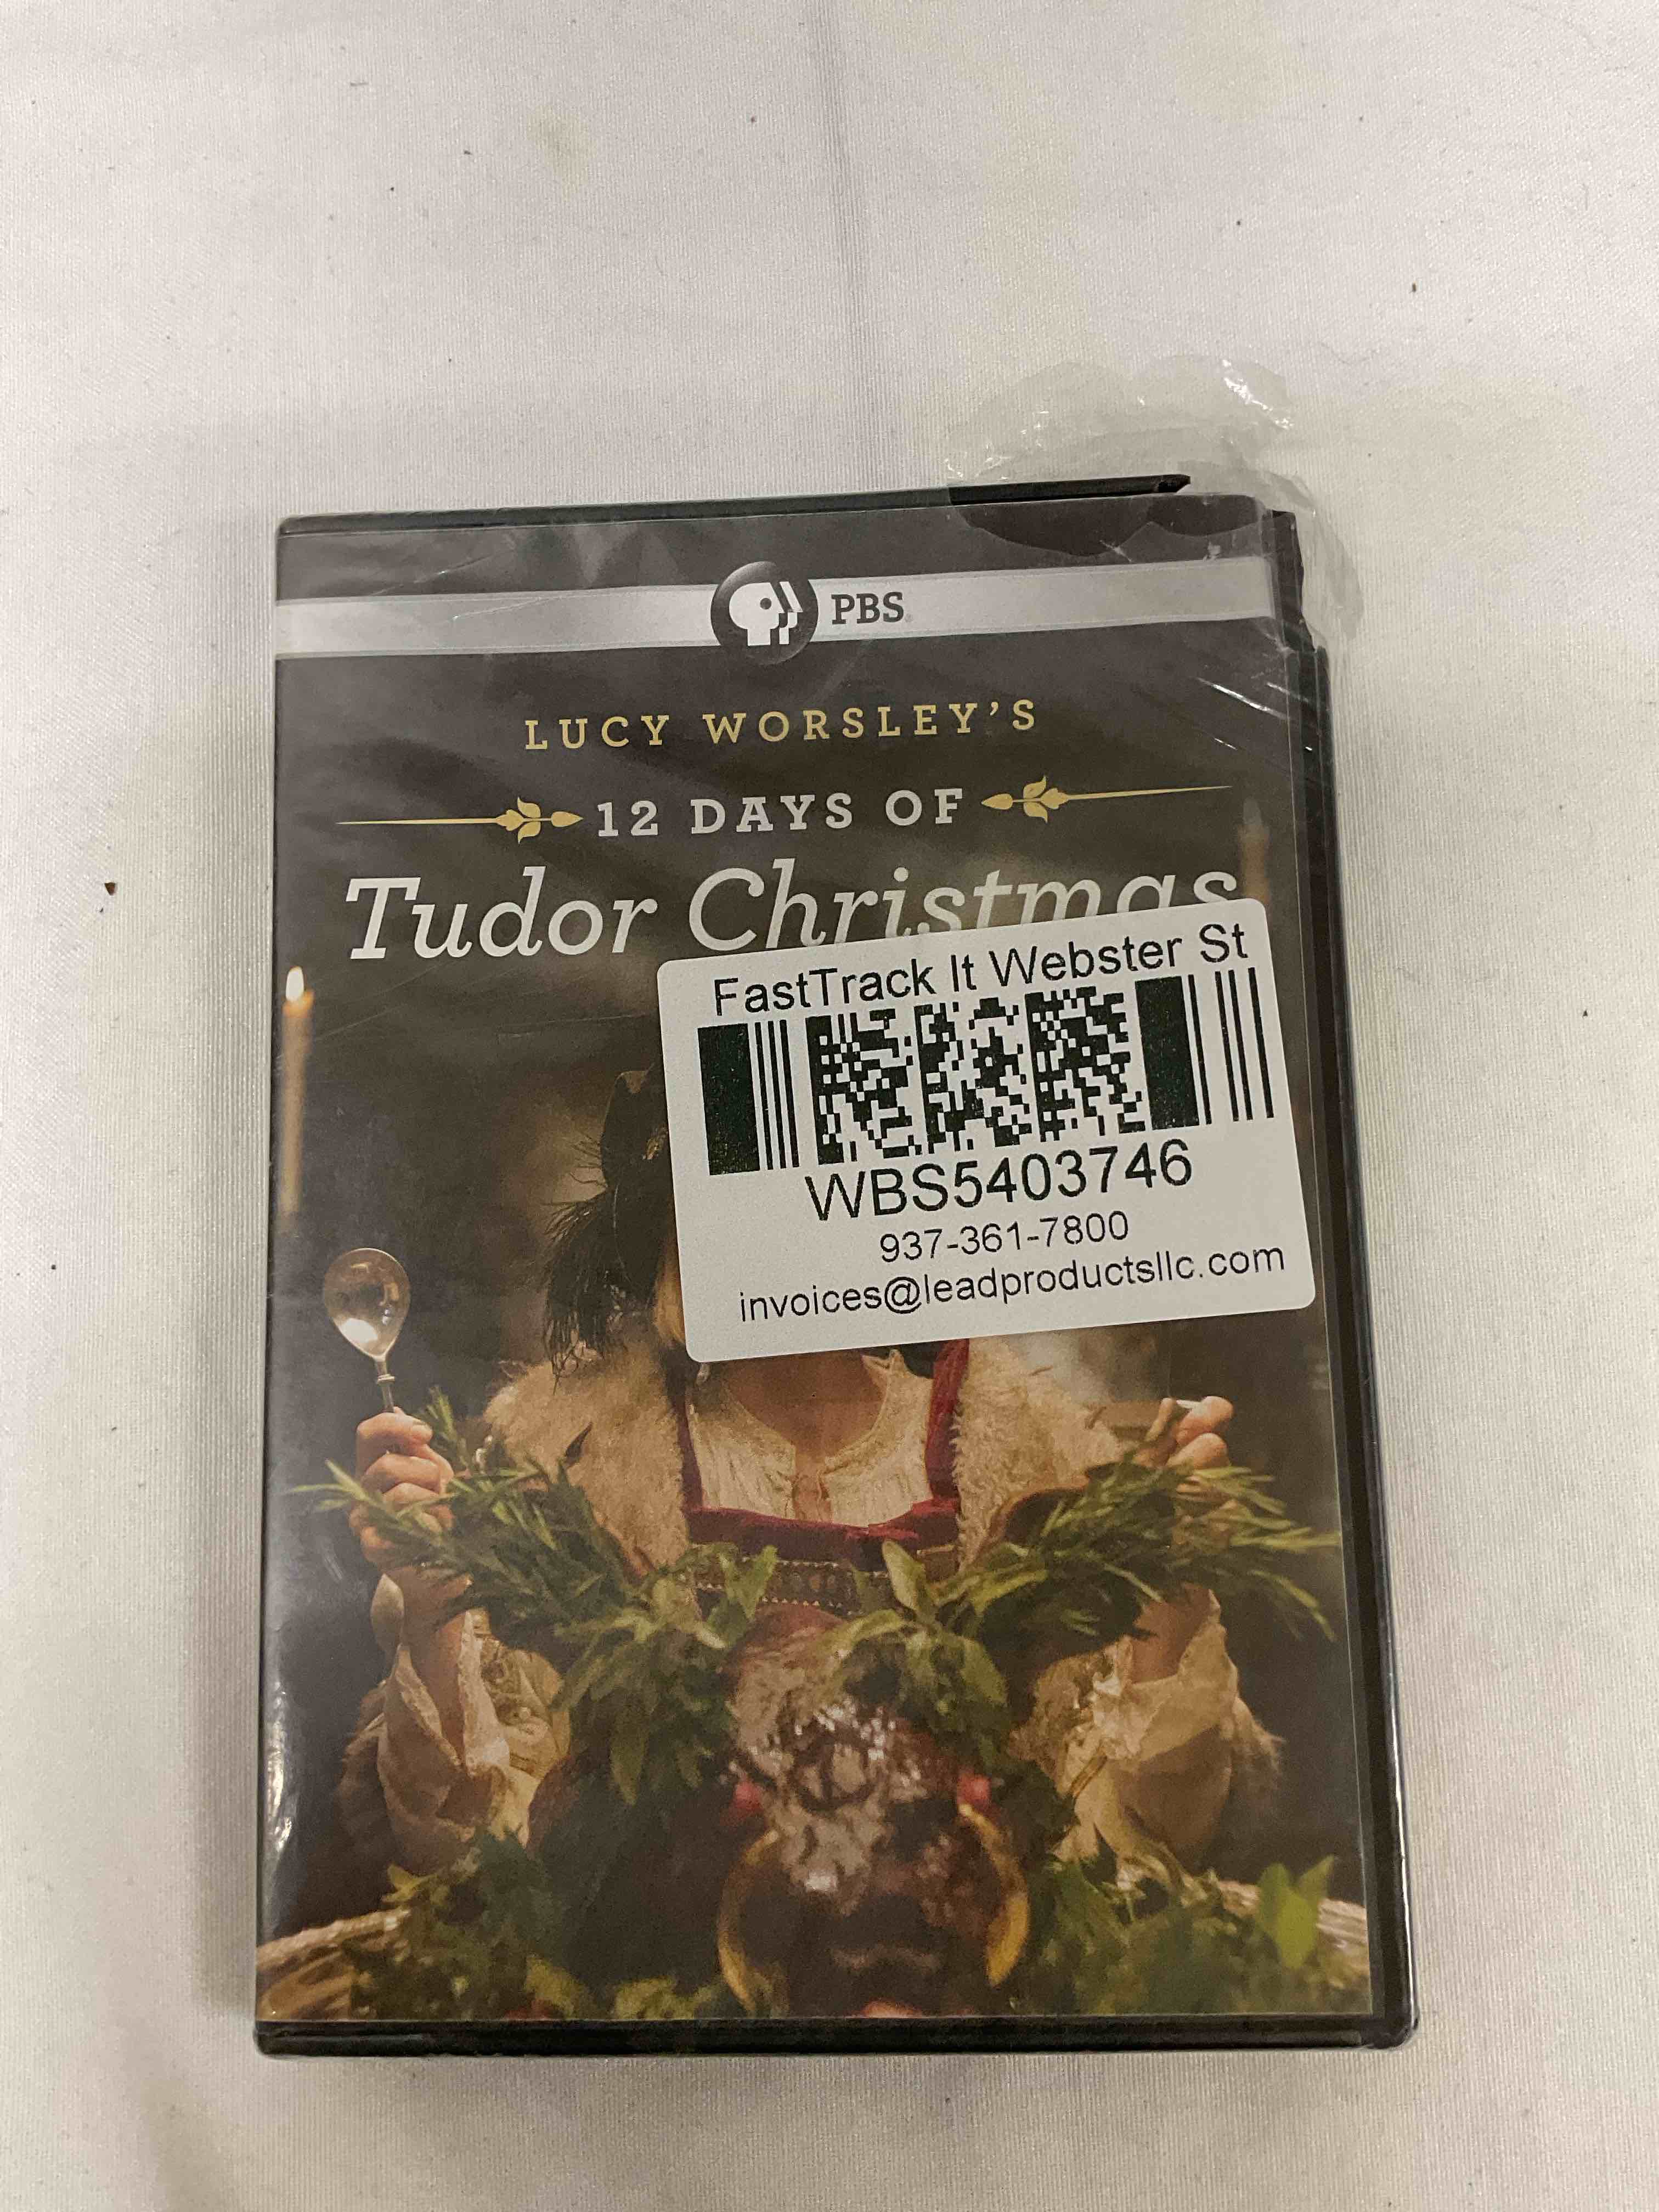 PBS
LUCY WORSLEY'S
12 DAYS OF
Tudor Christmas
FastTrack It Webster St
WBS5403746
937-361-7800
invoices@leadproductsllc.com